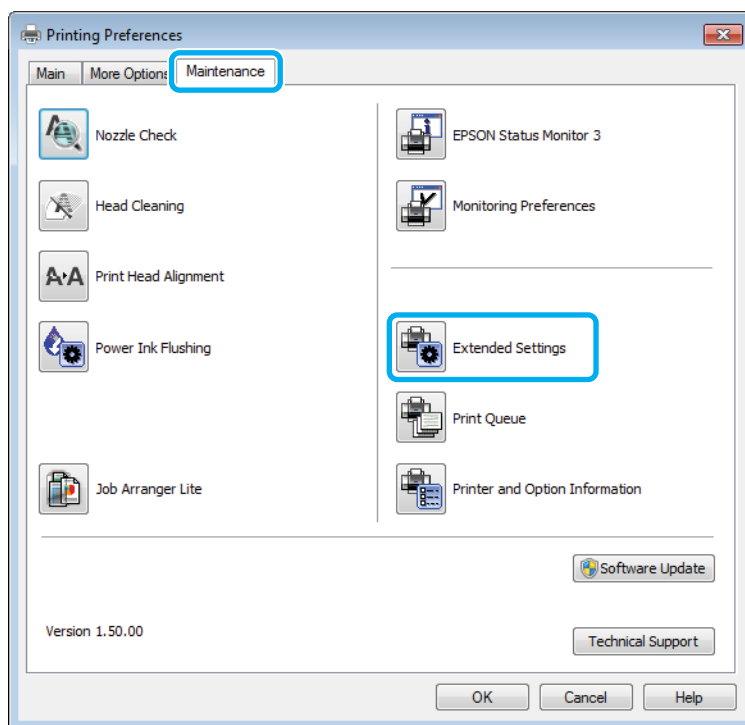 Printing Preferences
Main
More Options
Maintenance
Nozzle Check
EPSON Status Monitor 3
Head Cleaning
Monitoring Preferences
A▸A
Print Head Alignment
Power Ink Flushing
Extended Settings
Print Queue
Job Arranger Lite
Printer and Option Information
Software Update
Version 1.50.00
Technical Support
OK
Cancel
Help